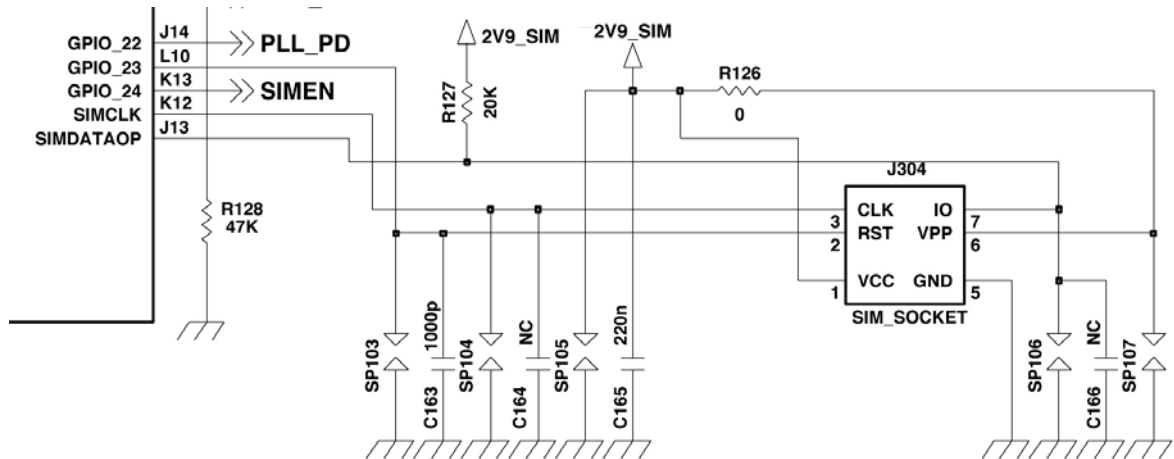 J14
GPIO_22
PLL_PD
L10
GPIO_23
K13
GPIO_24
SIMEN
K12
SIMCLK
J13
SIMDATAOP
2V9_SIM
2V9_SIM
R127
20K
R126
0
R128
47K
J304
CLK
IO
3
7
RST
VPP
2
6
VCC
GND
1
5
SIM_SOCKET
SP103
1000p
C163
SP104
NC
C164
SP105
220n
C165
SP106
NC
C166
SP107